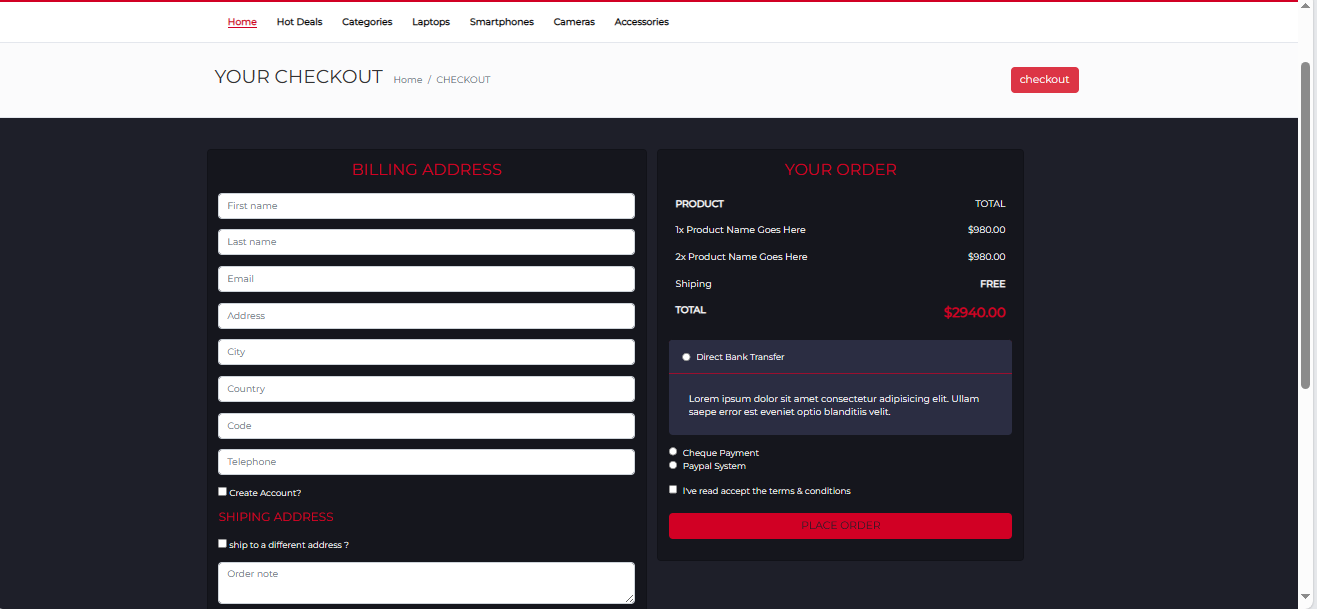 Home Hot Deals Categories Laptops Smartphones Cameras Accessories
YOUR CHECKOUT Home / CHECKOUT checkout
BILLING ADDRESS
First name
Last name
Email
Address
City
Country
Code
Telephone
Create Account?
SHIPING ADDRESS
ship to a different address ?
Order note
YOUR ORDER
PRODUCT TOTAL
1x Product Name Goes Here $980.00
2x Product Name Goes Here $980.00
Shiping FREE
TOTAL $2940.00
Direct Bank Transfer
Lorem ipsum dolor sit amet consectetur adipisicing elit. Ullam
saepe error est eveniet optio blanditiis velit.
Cheque Payment
Paypal System
I've read accept the terms & conditions
PLACE ORDER